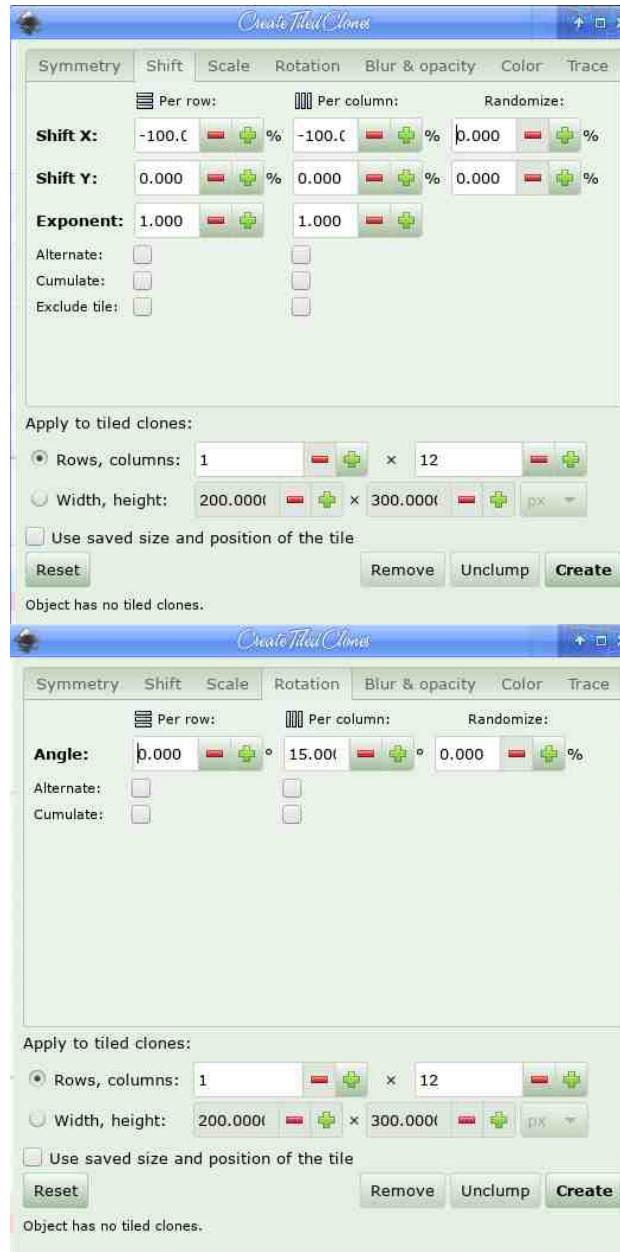 Create Tiled Clones
Symmetry Shift Scale Rotation Blur & opacity Color Trace
Per row: Per column: Randomize:
Shift X: -100.0 % -100.0 % 0.000 %
Shift Y: 0.000 % 0.000 % 0.000 %
Exponent: 1.000 1.000
Alternate:
Cumulate:
Exclude tile:
Apply to tiled clones:
Rows, columns: 1 × 12
Width, height: 200.000 × 300.000 px
Use saved size and position of the tile
Reset Remove Unclump Create
Object has no tiled clones.
Create Tiled Clones
Symmetry Shift Scale Rotation Blur & opacity Color Trace
Per row: Per column: Randomize:
Angle: 0.000 ° 15.00 ° 0.000 %
Alternate:
Cumulate:
Apply to tiled clones:
Rows, columns: 1 × 12
Width, height: 200.000 × 300.000 px
Use saved size and position of the tile
Reset Remove Unclump Create
Object has no tiled clones.